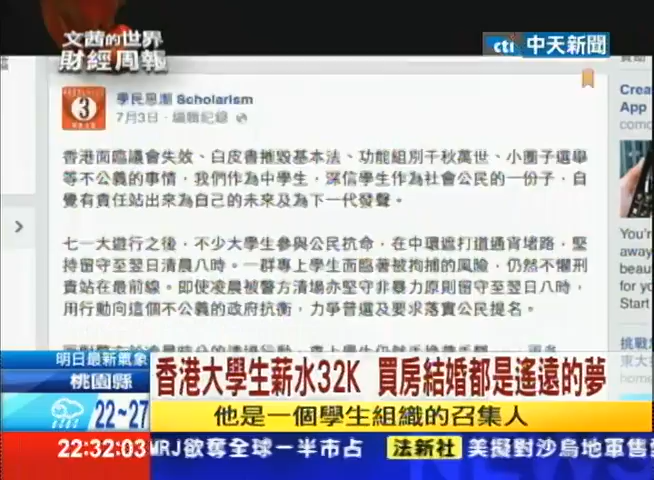 文茜的世界
財經周報
cti 中天新聞
學民思潮 Scholarism
7月3日·編輯紀錄
香港面臨議會失效、白皮書摧毀基本法、功能組別千秋萬世、小圈子選舉
等不公義的事情，我們作為中學生，深信學生作為社會公民的一份子，自
覺有責任站出來為自己的未來及為下一代發聲。
七一大遊行之後，不少大學生參與公民抗命，在中環遮打道通宵堵路，堅
持留守至翌日清晨八時。一群專上學生面臨著被拘捕的風險，仍然不懼刑
責站在最前線。即使凌晨被警方清場亦堅守非暴力原則留守至翌日八時，
用行動向這個不公義的政府抗衡，力爭普選及要求落實公民提名。
Crea
App
como
You're
away
beau
for y
Start
挑戰
東大
明日最新氣象
桃園縣
22~27
香港大學生薪水32K 買房結婚都是遙遠的夢
他是一個學生組織的召集人
22:32:03
MRJ欲奪全球一半市占
法新社
美擬對沙烏地軍售
NEWS